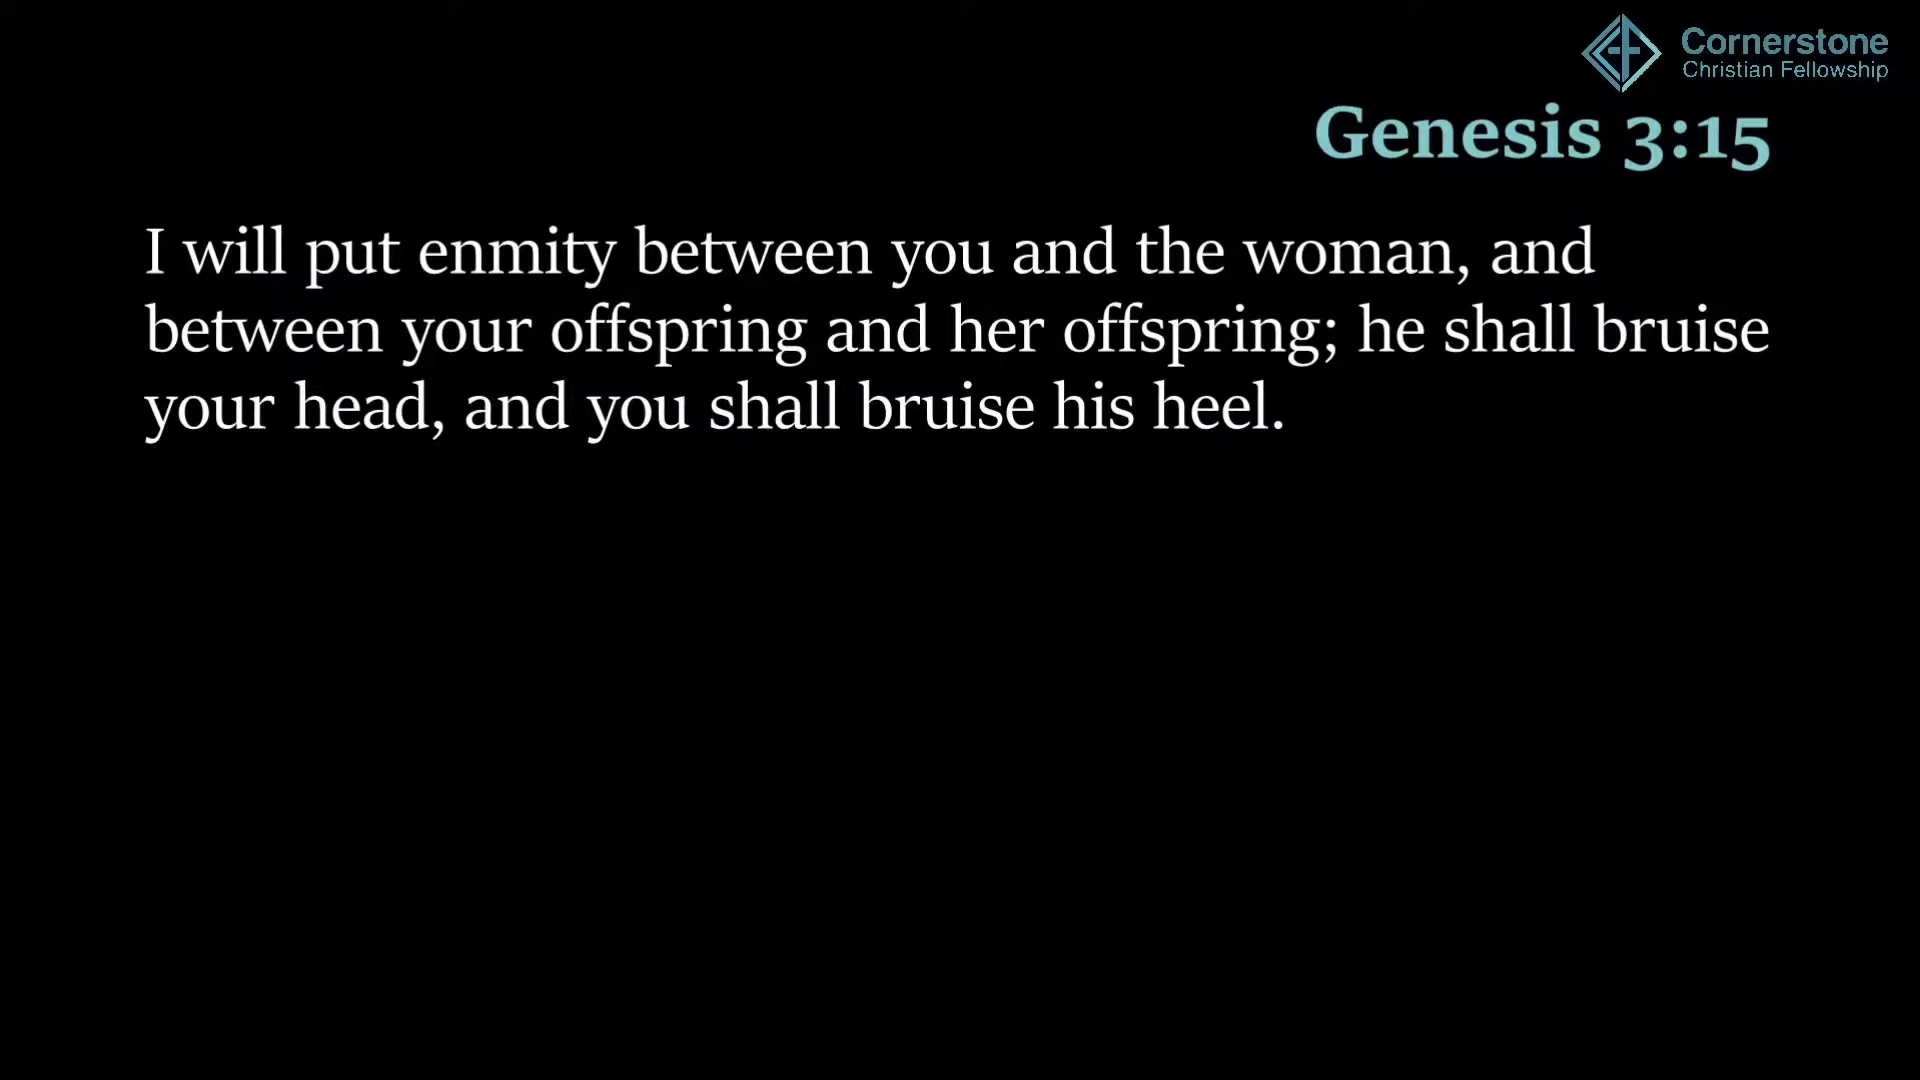 Cornerstone
Christian Fellowship
Genesis 3:15
I will put enmity between you and the woman, and
between your offspring and her offspring; he shall bruise
your head, and you shall bruise his heel.